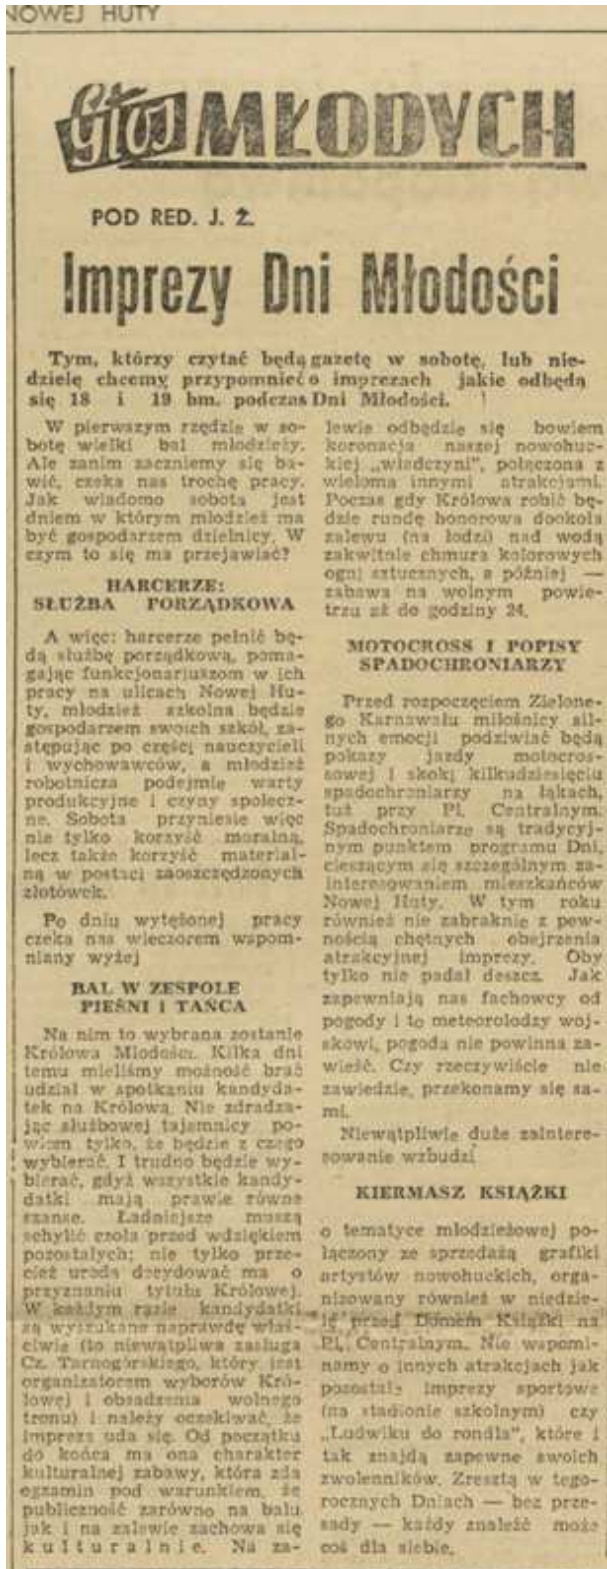 NOWEJ HUTY
Głos MŁODYCH
POD RED. J. Ż.
Imprezy Dni Młodości
Tym, którzy czytać będą gazetę w sobotę, lub nie-
dzielę chcemy przypomnieć o imprezach jakie odbędą
się 18 i 19 bm. podczas Dni Młodości.
W pierwszym rzędzie w so-
botę wielki bal młodzieży.
Ale zanim zaczniemy się ba-
wić, czeka nas trochę pracy.
Jak wiadomo sobota jest
dniem w którym młodzież ma
być gospodarzem dzielnicy. W
czym to się ma przejawiać?
HARCERZE:
SŁUŻBA PORZĄDKOWA
A więc: harcerze pełnić bę-
dą służbę porządkową, poma-
gając funkcjonariuszom w ich
pracy na ulicach Nowej Hu-
ty, młodzież szkolna będzie
gospodarzem swoich szkół, za-
stępując po części nauczycieli
i wychowawców, a młodzież
robotnicza podejmie warty
produkcyjne i czyny społecz-
ne. Sobota przyniesie więc
nie tylko korzyść moralną,
lecz także korzyść material-
ną w postaci zaoszczędzonych
złotówek.
Po dniu wytężonej pracy
czeka nas wieczorem wspom-
niany wyżej
BAL W ZESPOLE
PIEŚNI I TAŃCA
Na nim to wybrana zostanie
Królowa Młodości. Kilka dni
temu mieliśmy możność brać
udział w spotkaniu kandyda-
tek na Królową. Nie zdradza-
jąc służbowej tajemnicy po-
wiem tylko, że będzie z czego
wybierać. I trudno będzie wy-
bierać, gdyż wszystkie kandy-
datki mają prawie równe
szanse. Ładniejsze muszą
schylić czoła przed wdziękiem
pozostałych; nie tylko prze-
cież uroda decydować ma o
przyznaniu tytułu Królowej.
W każdym razie kandydatki
są wyszukane naprawdę właś-
ciwie (to niewątpliwa zasługa
Cz. Tarnogórskiego, który jest
organizatorem wyborów Kró-
lowej i obsadzenia wolnego
tronu) i należy oczekiwać, że
impreza uda się. Od początku
do końca ma ona charakter
kulturalnej zabawy, która zda
egzamin pod warunkiem, że
publiczność zarówno na balu
jak i na zalewie zachowa się
kulturalnie. Na za-
lewie odbędzie się bowiem
koronacja naszej nowohuc-
kiej „władczyni”, połączona z
wieloma innymi atrakcjami.
Poczas gdy Królowa robić bę-
dzie rundę honorową dookoła
zalewu (na łodzi) nad wodą
zakwitnie chmura kolorowych
ogni sztucznych, a później —
zabawa na wolnym powie-
trzu aż do godziny 24.
MOTOCROSS I POPISY
SPADOCHRONIARZY
Przed rozpoczęciem Zielone-
go Karnawału miłośnicy sil-
nych emocji podziwiać będą
pokazy jazdy motocros-
sowej i skoki kilkudziesięciu
spadochroniarzy na łąkach,
tuż przy Pl. Centralnym.
Spadochroniarze są tradycyj-
nym punktem programu Dni,
cieszącym się szczególnym za-
interesowaniem mieszkańców
Nowej Huty. W tym roku
również nie zabraknie z pew-
nością chętnych obejrzenia
atrakcyjnej imprezy. Oby
tylko nie padał deszcz. Jak
zapewniają nas fachowcy od
pogody i to meteorolodzy woj-
skowi, pogoda nie powinna za-
wieść. Czy rzeczywiście nie
zawiedzie, przekonamy się sa-
mi.
Niewątpliwie duże zaintere-
sowanie wzbudzi
KIERMASZ KSIĄŻKI
o tematyce młodzieżowej po-
łączony ze sprzedażą grafiki
artystów nowohuckich, orga-
nizowany również w niedzie-
lę przed Domem Książki na
Pl. Centralnym. Nie wspomi-
namy o innych atrakcjach jak
pozostałe imprezy sportowe
(na stadionie szkolnym) czy
„Ludwiku do rondla”, które i
tak znajdą zapewne swoich
zwolenników. Zresztą w tego-
rocznych Dniach — bez prze-
sady — każdy znaleźć może
coś dla siebie.